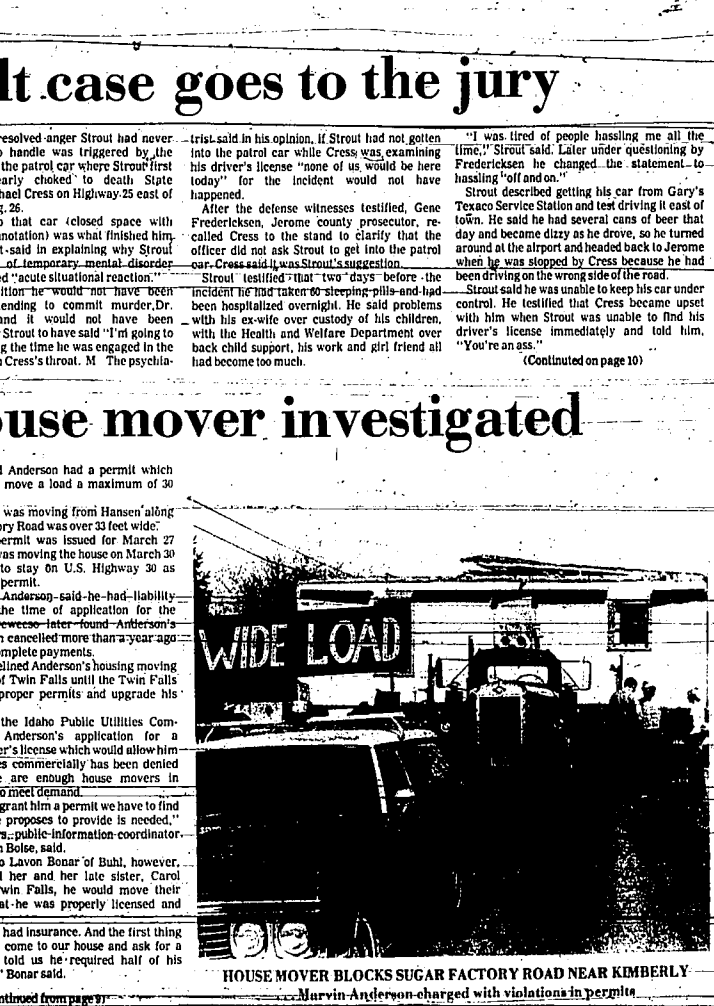 lt case goes to the jury
resolved anger Strout had never
handle was triggered by the
the patrol car where Strout first
early choked to death State
hael Cress on Highway 25 east of
g. 26.
that car (closed space with
nnotation) was what finished him
t said in explaining why Strout
of temporary mental disorder
ed "acute situational reaction."
ition he would not have been
ending to commit murder, Dr.
and it would not have been
Strout to have said "I'm going to
g the time he was engaged in the
n Cress's throat. M The psychia-
trist said in his opinion, if Strout had not gotten
into the patrol car while Cress was examining
his driver's license "none of us would be here
today" for the incident would not have
happened.
After the defense witnesses testified, Gene
Fredericksen, Jerome county prosecutor, re-
called Cress to the stand to clarify that the
officer did not ask Strout to get into the patrol
car. Cress said it was Strout's suggestion.
Strout testified that two days before the
incident he had taken 60 sleeping pills and had
been hospitalized overnight. He said problems
with his ex-wife over custody of his children,
with the Health and Welfare Department over
back child support, his work and girl friend all
had become too much.
"I was tired of people hassling me all the
time," Strout said. Later under questioning by
Fredericksen he changed the statement to
hassling "off and on."
Strout described getting his car from Gary's
Texaco Service Station and test driving it east of
town. He said he had several cans of beer that
day and became dizzy as he drove, so he turned
around at the airport and headed back to Jerome
when he was stopped by Cress because he had
been driving on the wrong side of the road.
Strout said he was unable to keep his car under
control. He testified that Cress became upset
with him when Strout was unable to find his
driver's license immediately and told him,
"You're an ass."
(Continuted on page 10)
ouse mover investigated
d Anderson had a permit which
move a load a maximum of 30
was moving from Hansen along
ory Road was over 33 feet wide.
permit was issued for March 27
was moving the house on March 30
to stay on U.S. Highway 30 as
permit.
Anderson said he had liability
the time of application for the
eweese later found Anderson's
n cancelled more than a year ago
mplete payments.
elined Anderson's housing moving
of Twin Falls until the Twin Falls
proper permits and upgrade his
the Idaho Public Utilities Com-
Anderson's application for a
er's license which would allow him
es commercially has been denied
e are enough house movers in
o meet demand.
grant him a permit we have to find
e proposes to provide is needed,"
rs, public information coordinator
n Boise, said.
o Lavon Bonar of Buhl, however,
d her and her late sister, Carol
Twin Falls, he would move their
at he was properly licensed and
had insurance. And the first thing
come to our house and ask for a
told us he required half of his
" Bonar said.
ntinued from page 9)
WIDE LOAD
HOUSE MOVER BLOCKS SUGAR FACTORY ROAD NEAR KIMBERLY
Marvin Anderson charged with violations in permits